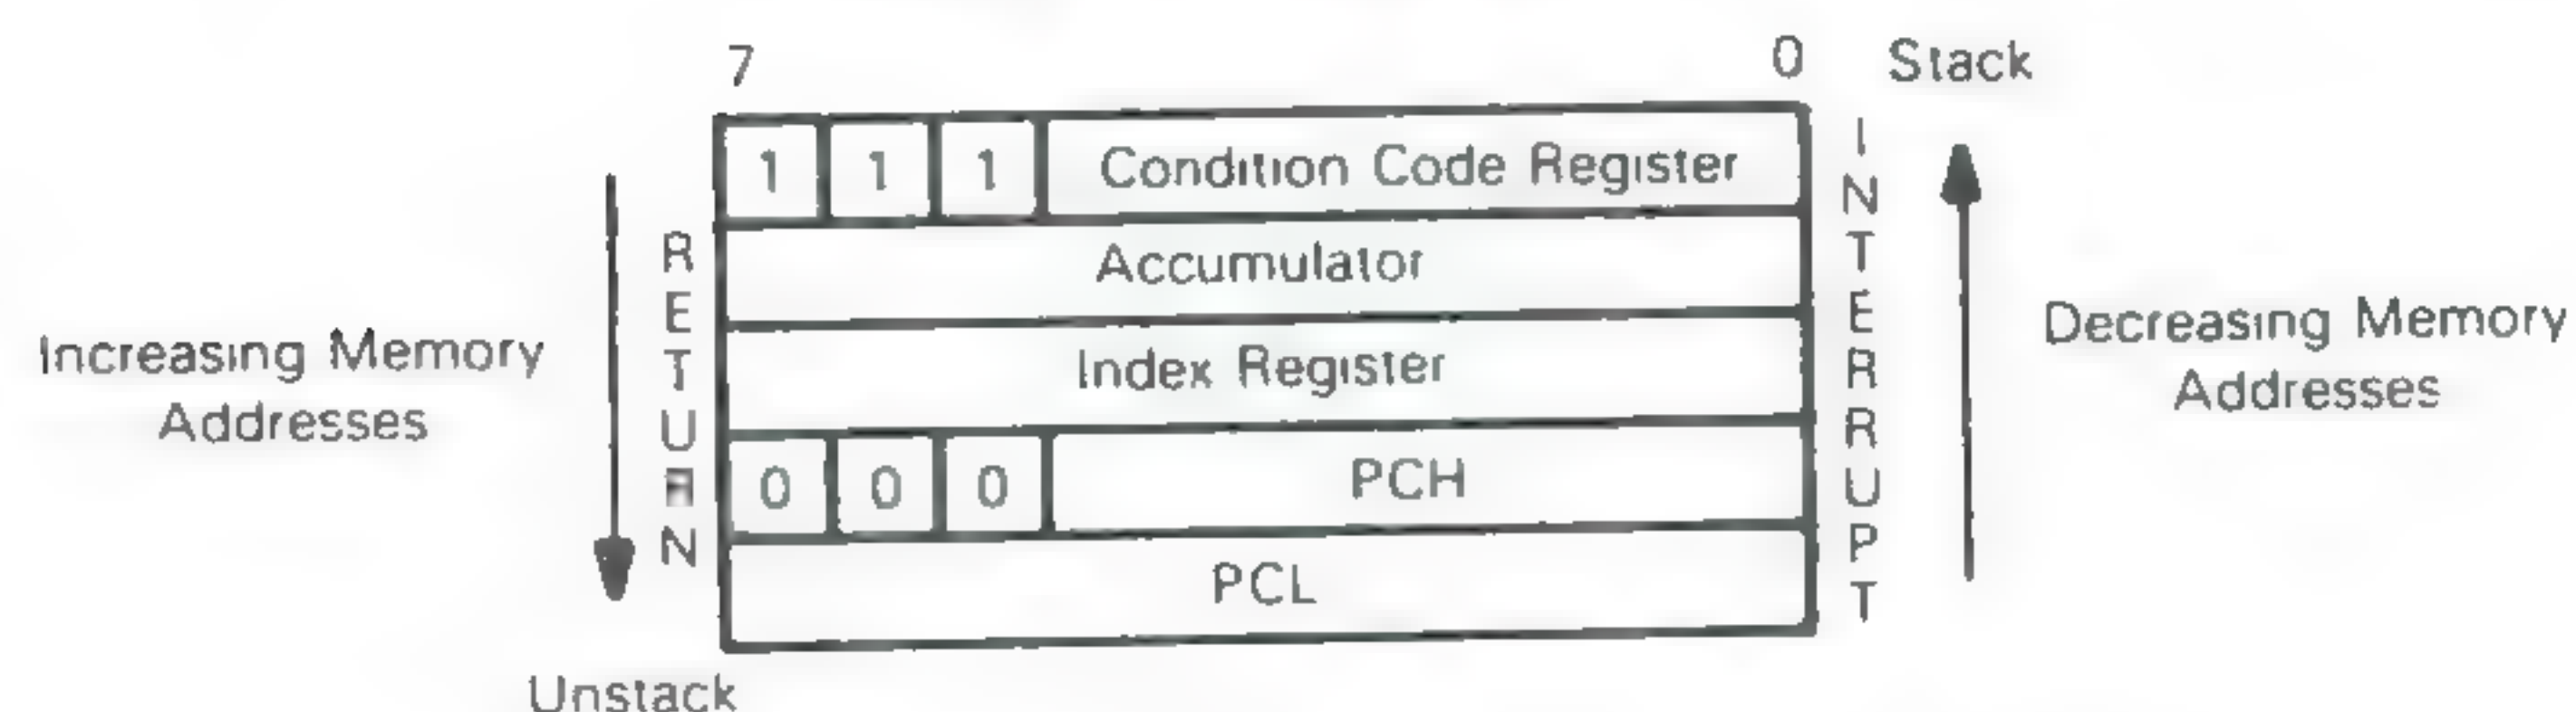 7 0 Stack
1 1 1 Condition Code Register
Accumulator
Index Register
0 0 0 PCH
PCL
RETURN
INTERRUPT
Increasing Memory
Addresses
Decreasing Memory
Addresses
Unstack